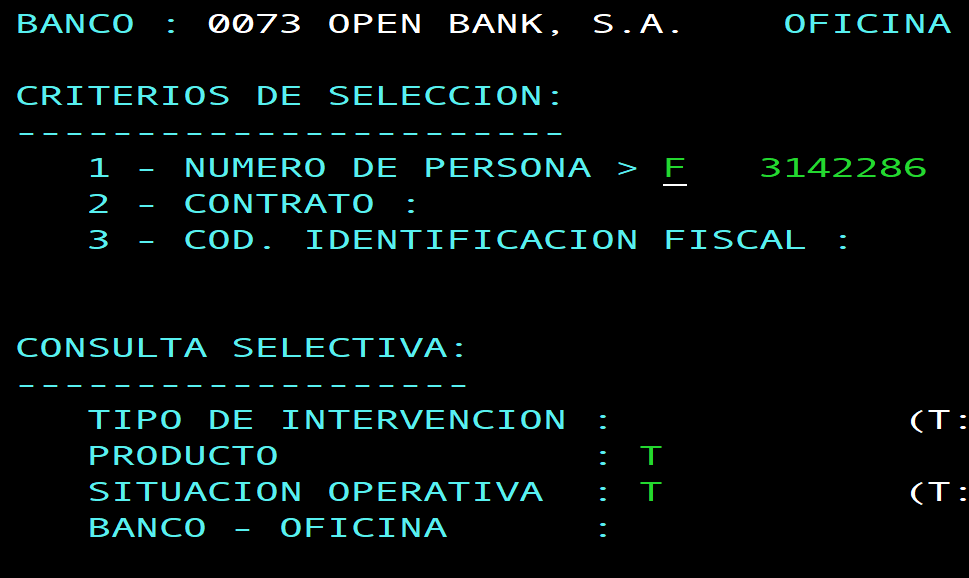 BANCO : 0073 OPEN BANK, S.A. OFICINA
CRITERIOS DE SELECCION:
-----------------------
1 - NUMERO DE PERSONA > F 3142286
2 - CONTRATO :
3 - COD. IDENTIFICACION FISCAL :
CONSULTA SELECTIVA:
-------------------
TIPO DE INTERVENCION : (T:
PRODUCTO : T
SITUACION OPERATIVA : T (T:
BANCO - OFICINA :